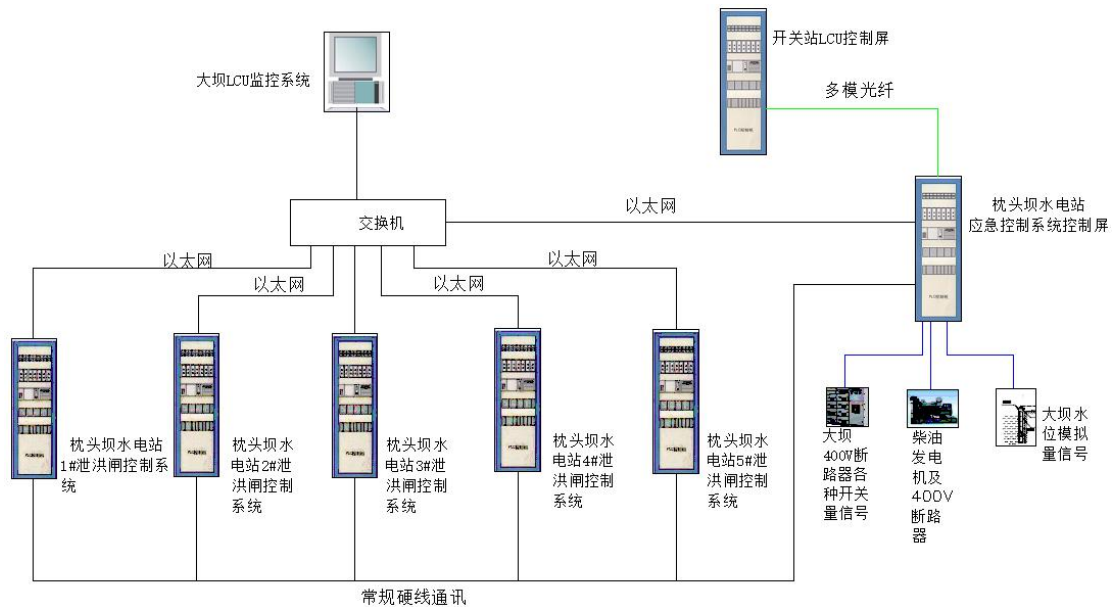 开关站LCU控制屏
大坝LCU监控系统
多模光纤
以太网
枕头坝水电站
应急控制系统控制屏
交换机
以太网
以太网
以太网
以太网
枕头坝水电站
1#泄洪闸控制系
统
枕头坝水
电站2#泄
洪闸控制
系统
枕头坝水
电站3#泄
洪闸控制
系统
枕头坝水
电站4#泄
洪闸控制
系统
枕头坝水
电站5#泄
洪闸控制
系统
大坝
400V断
路器各
种开关
量信号
柴油
发电
机及
400V
断路
器
大坝水
位模拟
量信号
常规硬线通讯